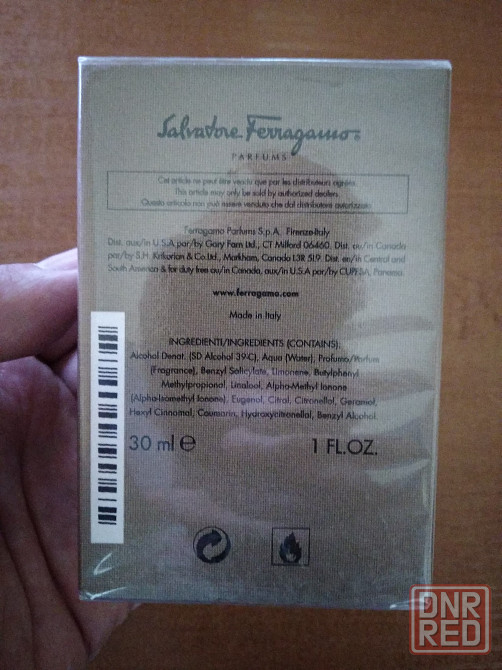 Salvatore Ferragamo
PARFUMS
Cet article ne peut être vendu que par les distributeurs agréés.
This article may only be sold by authorized dealers.
Questo articolo non può essere venduto che dal distributore autorizzato.
Ferragamo Parfums S.p.A. Firenze-Italy
Dist. aux/in U.S.A par/by Gary Farn Ltd., CT Milford 06460. Dist. au/in Canada
par/by S.H. Krikorian & Co Ltd., Markham, Canada L3R 5L9. Dist. en/in Central and
South America & for duty free au/in Canada, aux/in U.S.A par/by CUPEBA, Panama.
www.ferragamo.com
Made in Italy
INGREDIENTI/INGREDIENTS (CONTAINS):
Alcohol Denat. (SD Alcohol 39-C), Aqua (Water), Profumo/Parfum
(Fragrance), Benzyl Salicylate, Limonene, Butylphenyl
Methylpropional, Linalool, Alpha-Methyl Ionone
(Alpha-Isomethyl Ionone), Eugenol, Citral, Citronellol, Geraniol,
Hexyl Cinnamal, Coumarin, Hydroxycitronellal, Benzyl Alcohol.
30 ml e 1 FL.OZ.
DNR
RED